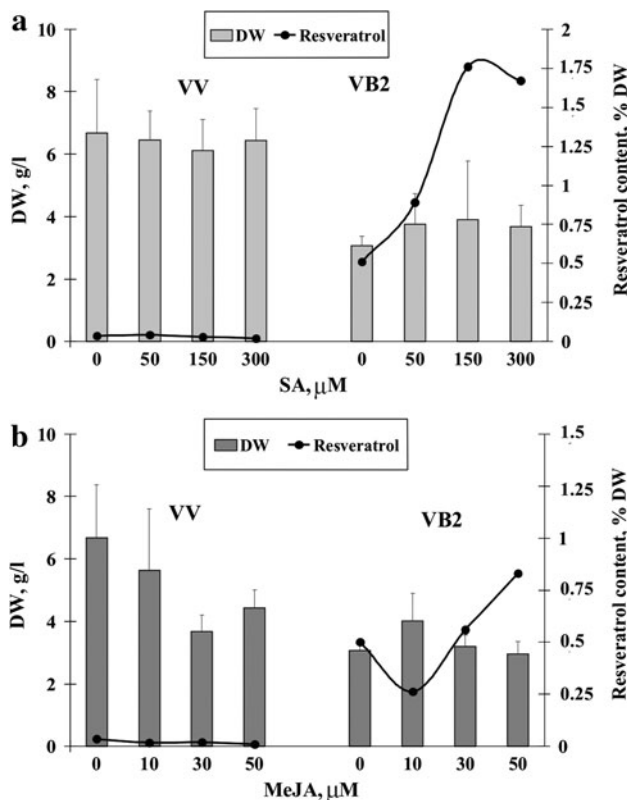 a
DW
Resveratrol
VV
VB2
DW, g/l
Resveratrol content, % DW
10
8
6
4
2
0
2
1.75
1.5
1.25
1
0.75
0.5
0.25
0
0 50 150 300 0 50 150 300
SA, μM
b
DW
Resveratrol
VV
VB2
DW, g/l
Resveratrol content, % DW
10
8
6
4
2
0
1.5
1.25
1
0.75
0.5
0.25
0
0 10 30 50 0 10 30 50
MeJA, μM